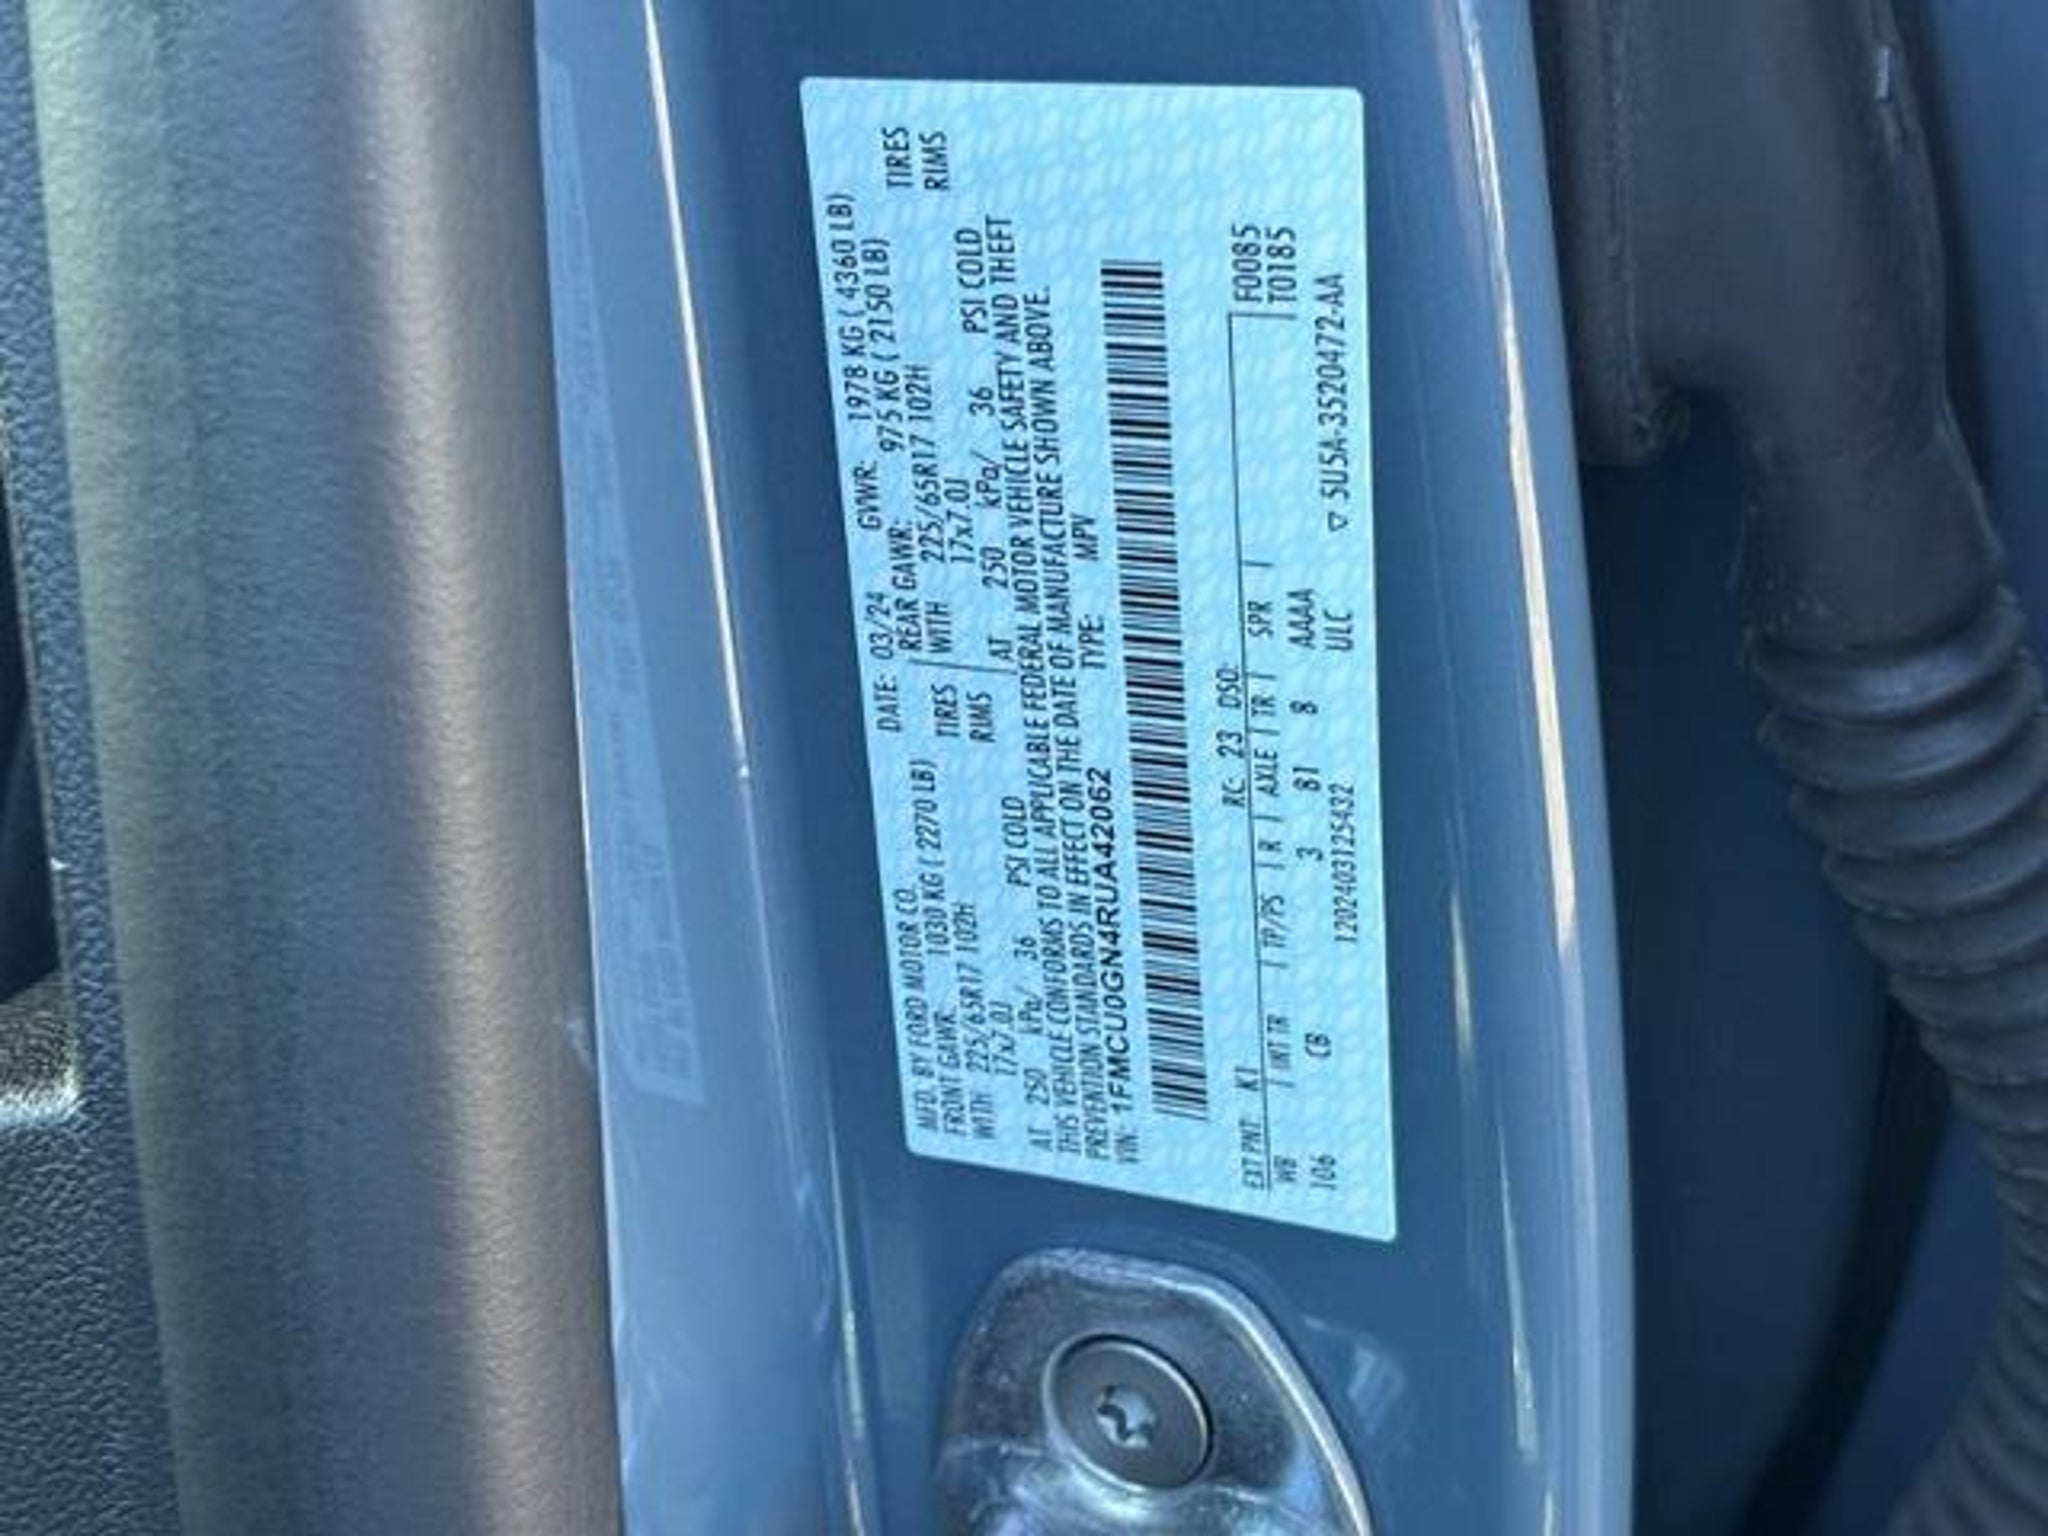 MFD. BY FORD MOTOR CO. DATE: 03/24 GVWR: 1978 KG ( 4360 LB)
FRONT GAWR: 1030 KG ( 2270 LB) REAR GAWR: 975 KG ( 2150 LB)
WITH 225/65R17 102H TIRES WITH 225/65R17 102H TIRES
17x7.0J RIMS 17x7.0J RIMS
AT 250 kPa/ 36 PSI COLD AT 250 kPa/ 36 PSI COLD
THIS VEHICLE CONFORMS TO ALL APPLICABLE FEDERAL MOTOR VEHICLE SAFETY AND THEFT
PREVENTION STANDARDS IN EFFECT ON THE DATE OF MANUFACTURE SHOWN ABOVE.
VIN: 1FMCU0GN4RUA42062 TYPE: MPV
EXT PNT: K1 RC: 23 DSO: F0085
WB | INT TR | TP/PS | R | AXLE | TR | SPR | T0185
106 CB 3 81 8 AAAA
1202403125432 ULC ▽ 5U5A-3520472-AA